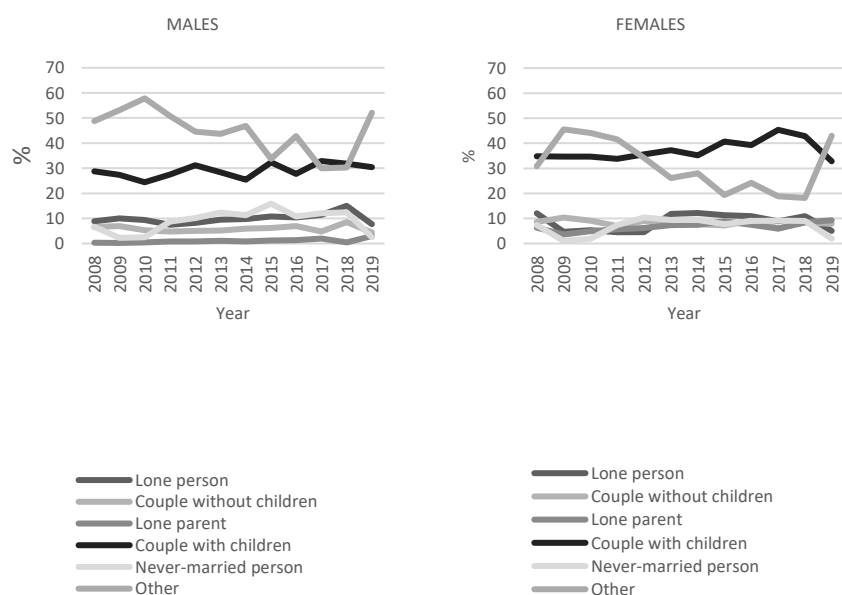 MALES
%
70
60
50
40
30
20
10
0
2008
2009
2010
2011
2012
2013
2014
2015
2016
2017
2018
2019
Year
Lone person
Couple without children
Lone parent
Couple with children
Never-married person
Other
FEMALES
%
70
60
50
40
30
20
10
0
2008
2009
2010
2011
2012
2013
2014
2015
2016
2017
2018
2019
Year
Lone person
Couple without children
Lone parent
Couple with children
Never-married person
Other